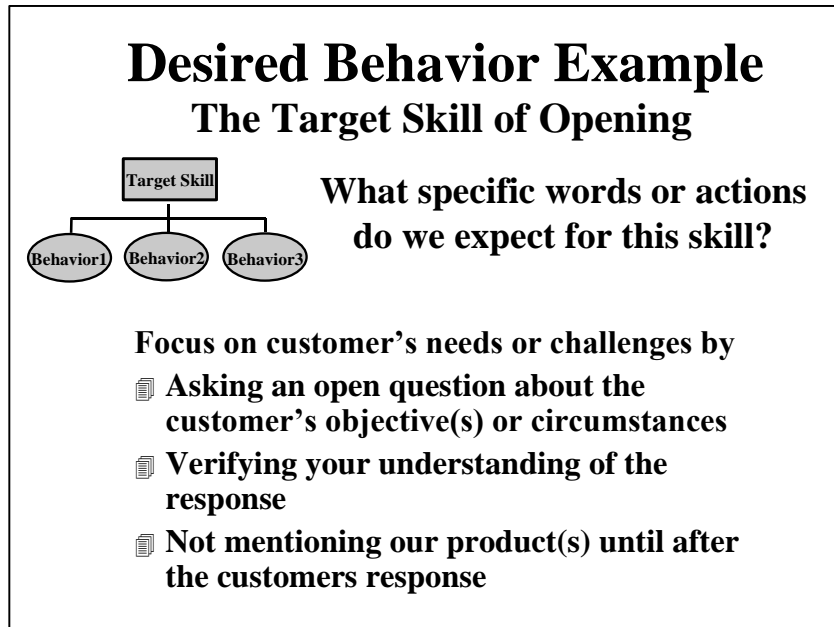 Desired Behavior Example
The Target Skill of Opening
Target Skill
Behavior1 Behavior2 Behavior3
What specific words or actions
do we expect for this skill?
Focus on customer's needs or challenges by
Asking an open question about the
customer's objective(s) or circumstances
Verifying your understanding of the
response
Not mentioning our product(s) until after
the customers response